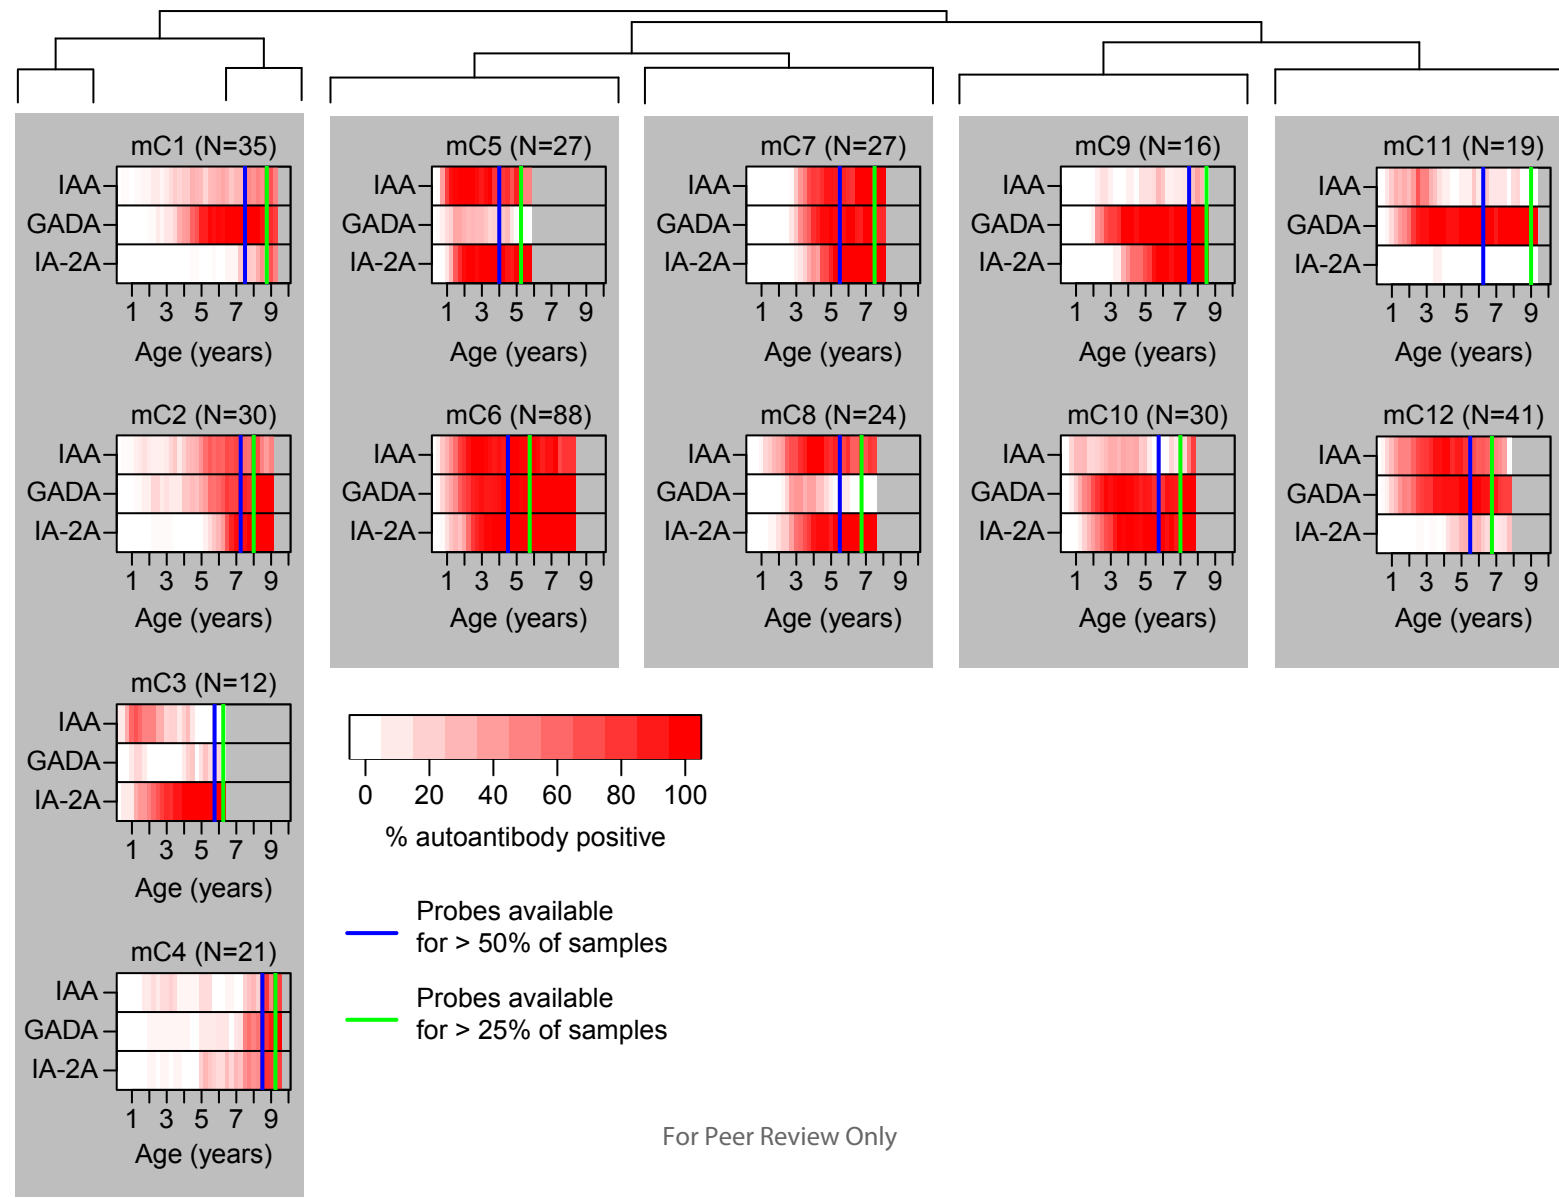 mC1 (N=35)
IAA
GADA
IA-2A
1 3 5 7 9
Age (years)
mC2 (N=30)
IAA
GADA
IA-2A
1 3 5 7 9
Age (years)
mC3 (N=12)
IAA
GADA
IA-2A
1 3 5 7 9
Age (years)
mC4 (N=21)
IAA
GADA
IA-2A
1 3 5 7 9
Age (years)
mC5 (N=27)
IAA
GADA
IA-2A
1 3 5 7 9
Age (years)
mC6 (N=88)
IAA
GADA
IA-2A
1 3 5 7 9
Age (years)
mC7 (N=27)
IAA
GADA
IA-2A
1 3 5 7 9
Age (years)
mC8 (N=24)
IAA
GADA
IA-2A
1 3 5 7 9
Age (years)
mC9 (N=16)
IAA
GADA
IA-2A
1 3 5 7 9
Age (years)
mC10 (N=30)
IAA
GADA
IA-2A
1 3 5 7 9
Age (years)
mC11 (N=19)
IAA
GADA
IA-2A
1 3 5 7 9
Age (years)
mC12 (N=41)
IAA
GADA
IA-2A
1 3 5 7 9
Age (years)
0 20 40 60 80 100
% autoantibody positive
Probes available
for > 50% of samples
Probes available
for > 25% of samples
For Peer Review Only